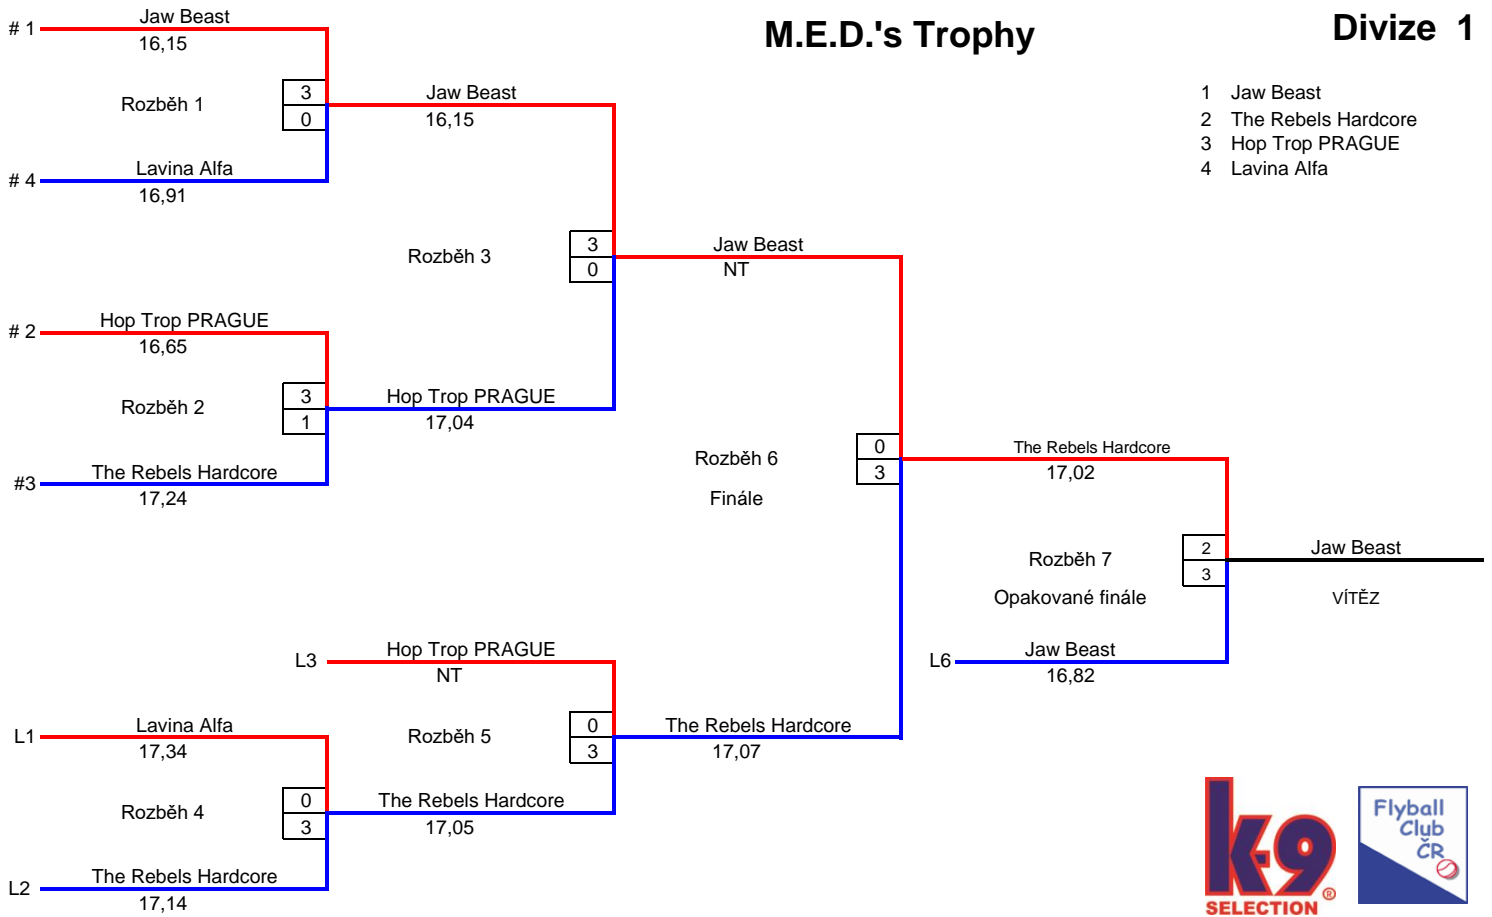 M.E.D.'s Trophy
Divize 1
1 Jaw Beast
2 The Rebels Hardcore
3 Hop Trop PRAGUE
4 Lavina Alfa
# 1
Jaw Beast
16,15
Rozběh 1
3
0
# 4
Lavina Alfa
16,91
Jaw Beast
16,15
Rozběh 3
3
0
# 2
Hop Trop PRAGUE
16,65
Rozběh 2
3
1
#3
The Rebels Hardcore
17,24
Hop Trop PRAGUE
17,04
Jaw Beast
NT
Rozběh 6
Finále
0
3
The Rebels Hardcore
17,02
Rozběh 7
Opakované finále
2
3
Jaw Beast
VÍTĚZ
L6
Jaw Beast
16,82
L3
Hop Trop PRAGUE
NT
Rozběh 5
0
3
The Rebels Hardcore
17,07
L1
Lavina Alfa
17,34
Rozběh 4
0
3
The Rebels Hardcore
17,05
L2
The Rebels Hardcore
17,14
k-9
®
SELECTION
Flyball
Club
ČR